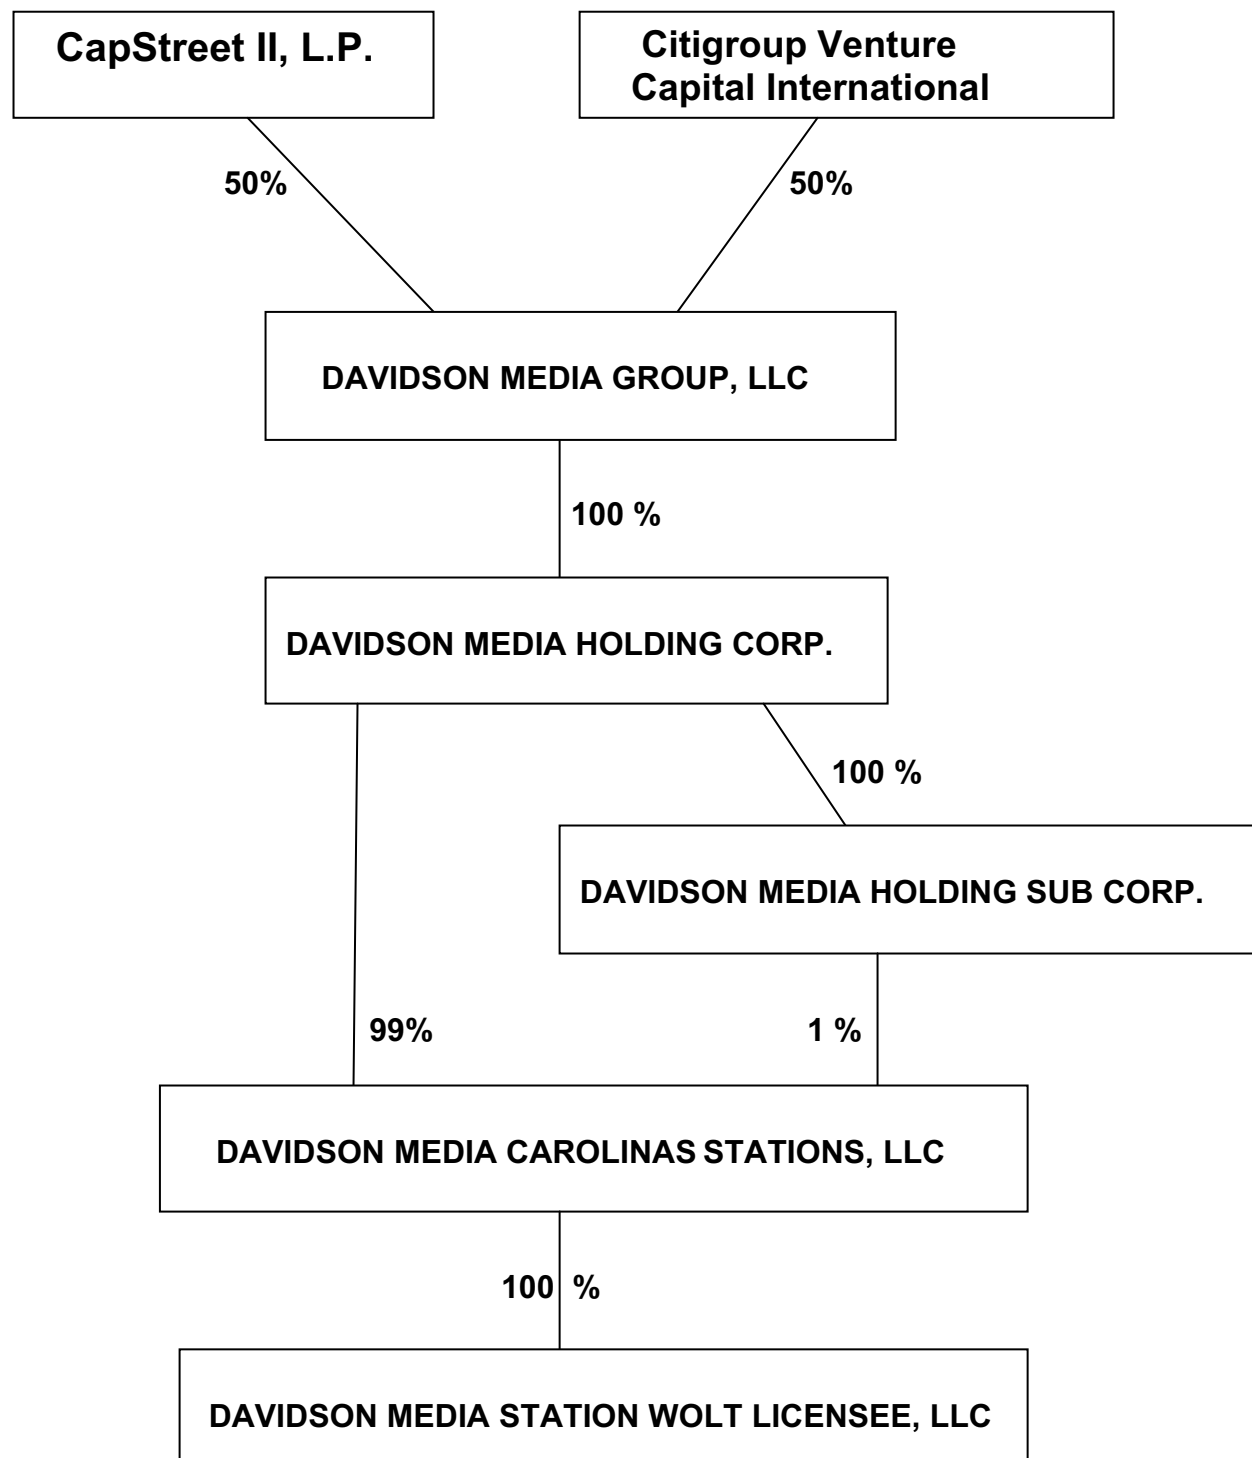 CapStreet II, L.P.
Citigroup Venture
Capital International
50%
50%
DAVIDSON MEDIA GROUP, LLC
100 %
DAVIDSON MEDIA HOLDING CORP.
100 %
DAVIDSON MEDIA HOLDING SUB CORP.
99%
1 %
DAVIDSON MEDIA CAROLINAS STATIONS, LLC
100 %
DAVIDSON MEDIA STATION WOLT LICENSEE, LLC